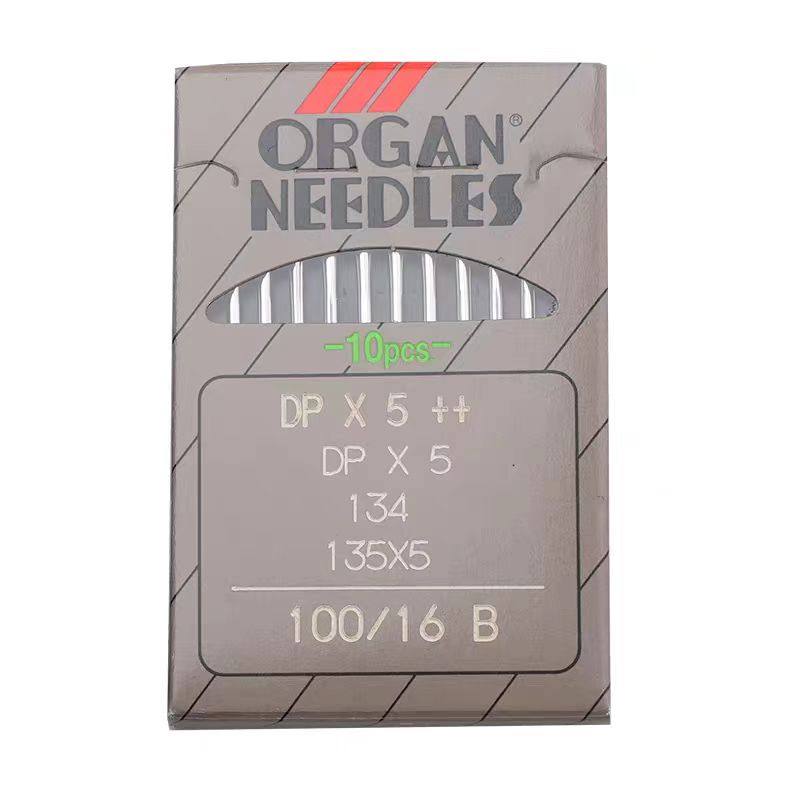 ORGAN®
NEEDLES
-10pcs-
DP X 5 ++
DP X 5
134
135X5
100/16 B